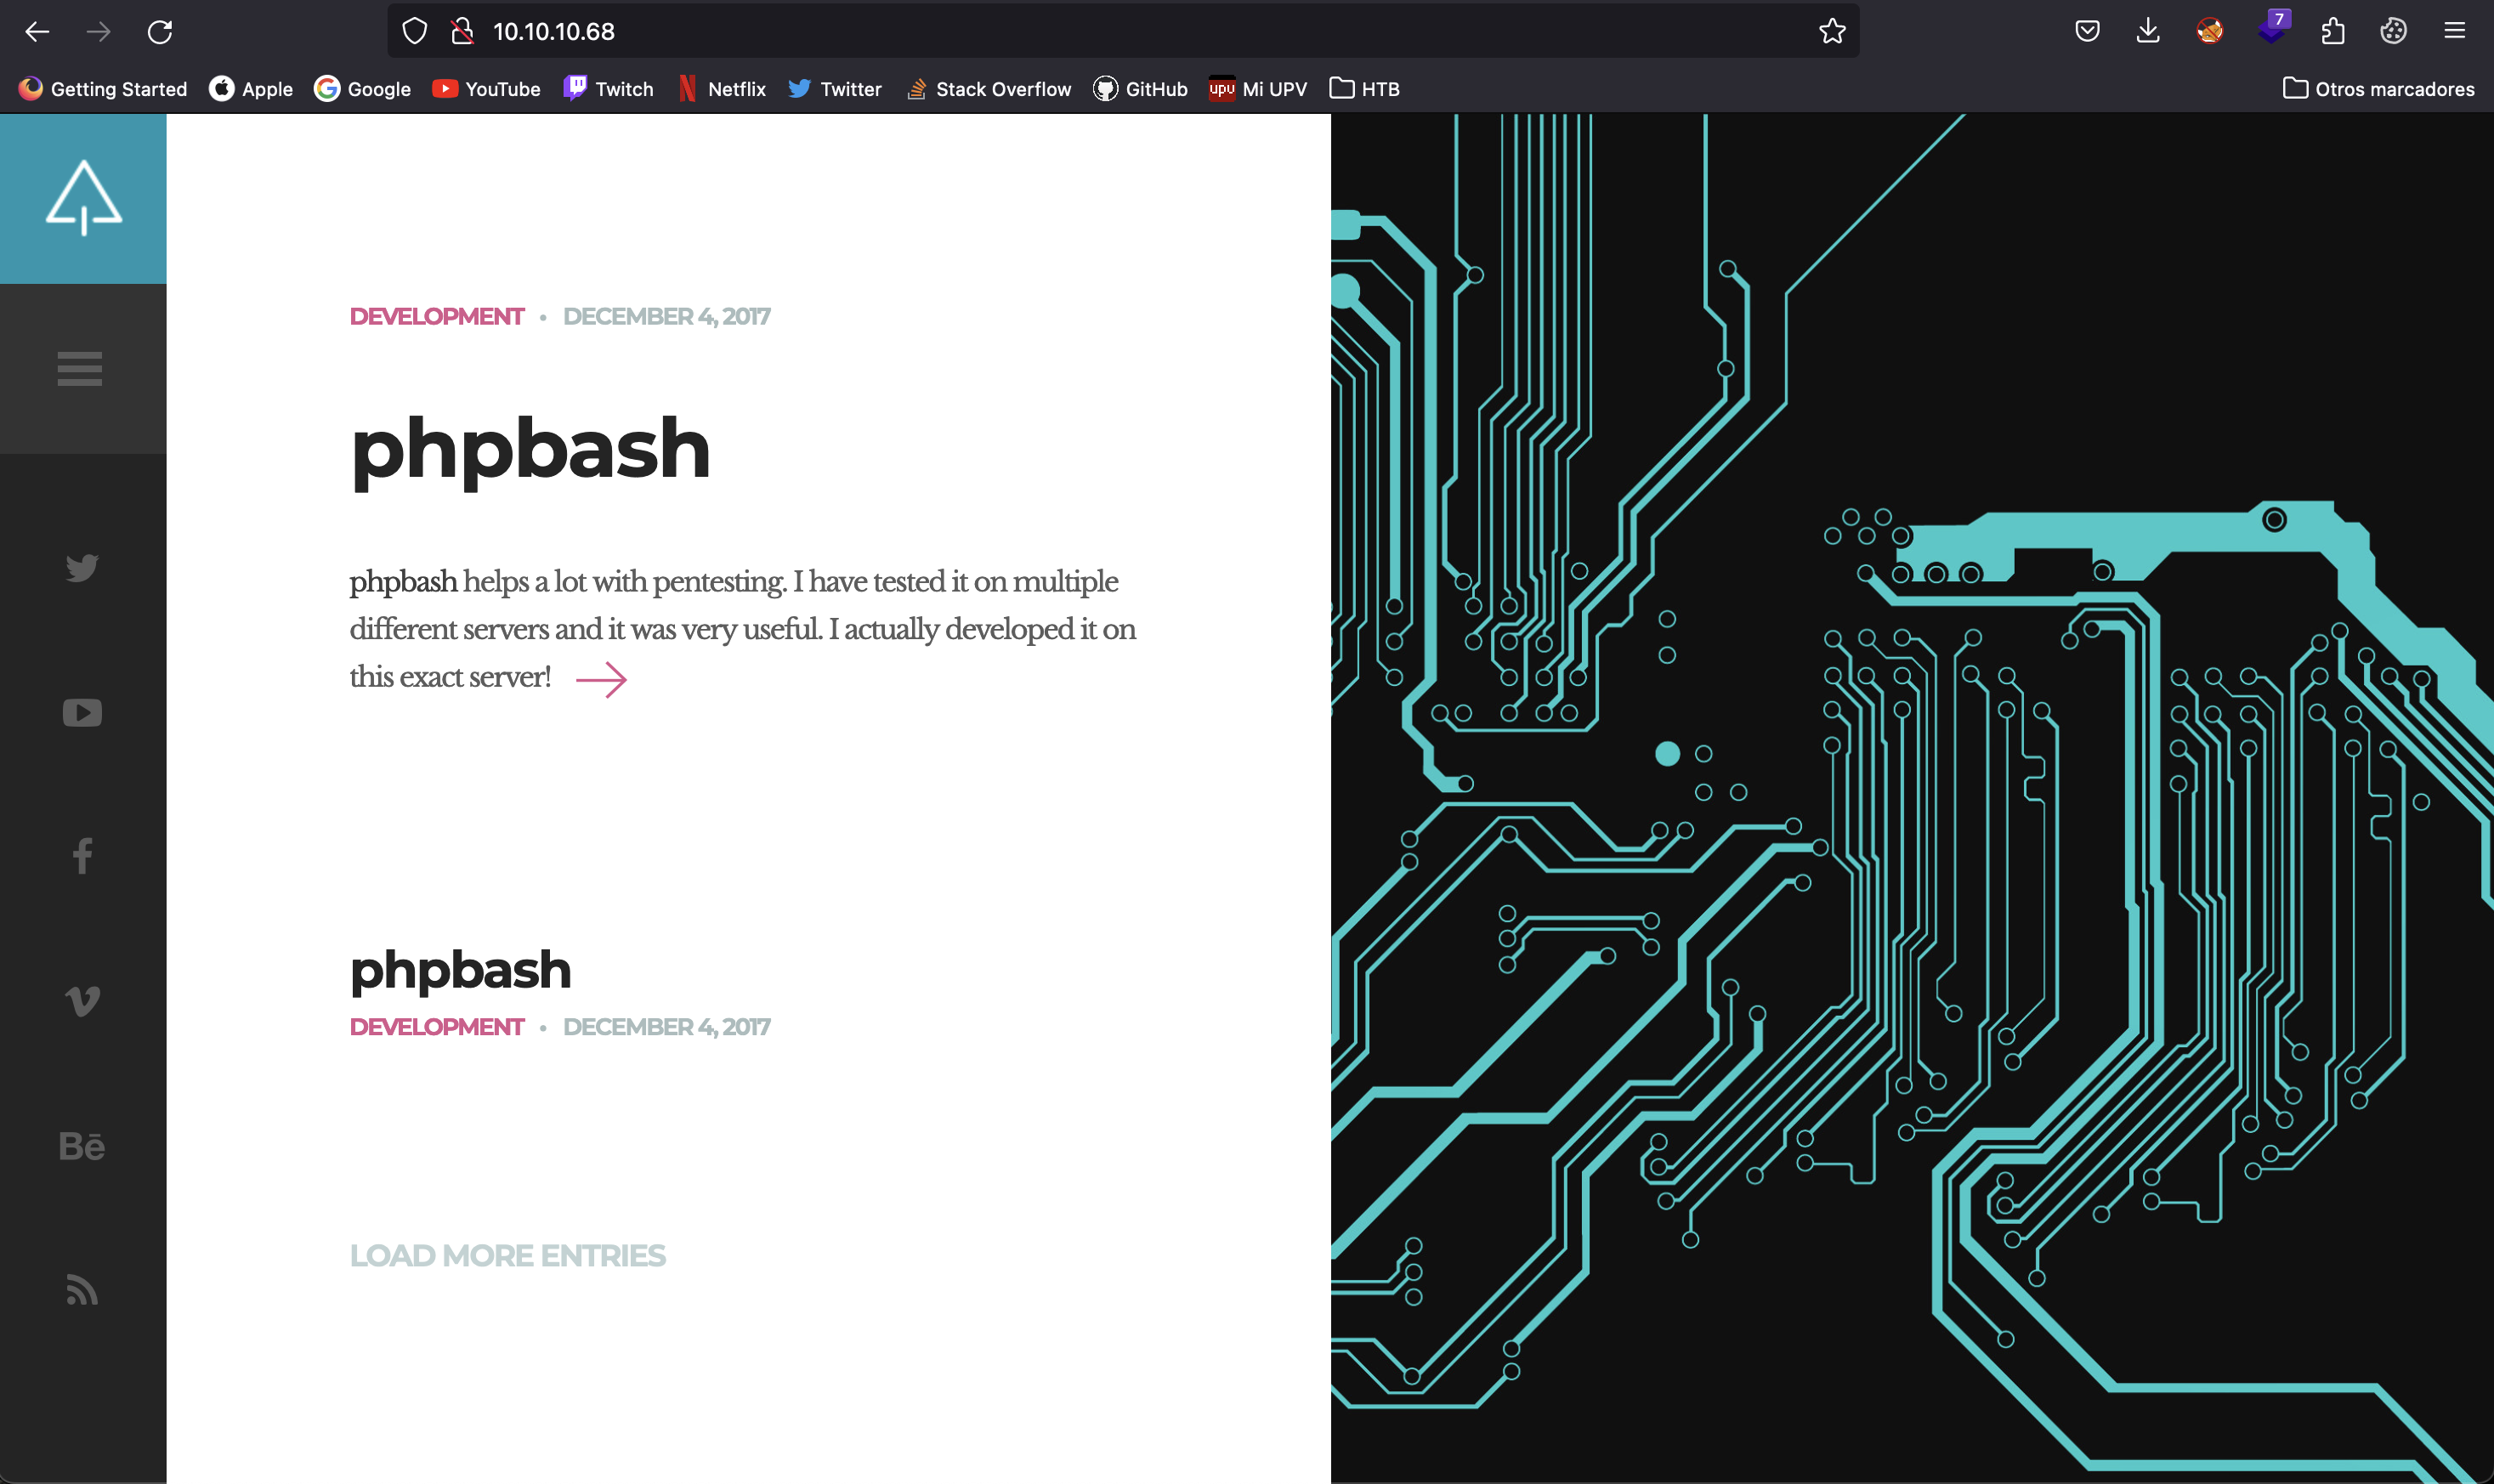 10.10.10.68
7
Getting Started Apple Google YouTube Twitch Netflix Twitter Stack Overflow GitHub upv Mi UPV HTB Otros marcadores
DEVELOPMENT • DECEMBER 4, 2017
phpbash
phpbash helps a lot with pentesting. I have tested it on multiple
different servers and it was very useful. I actually developed it on
this exact server!
phpbash
DEVELOPMENT • DECEMBER 4, 2017
Bē
LOAD MORE ENTRIES